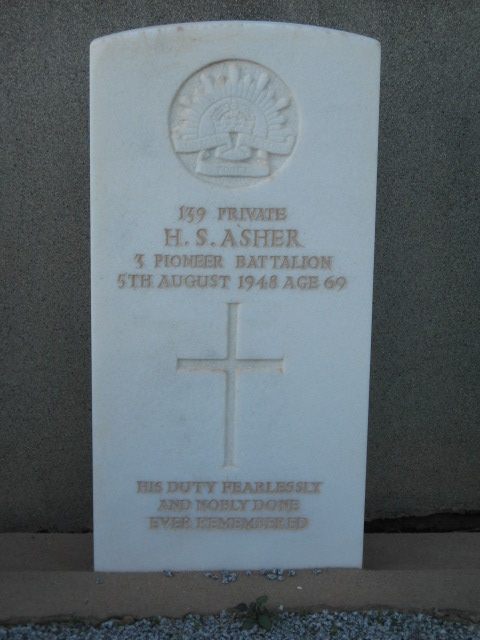 139 PRIVATE
H. S. ASHER
3 PIONEER BATTALION
5TH AUGUST 1948 AGE 69
HIS DUTY FEARLESSLY
AND NOBLY DONE
EVER REMEMBERED